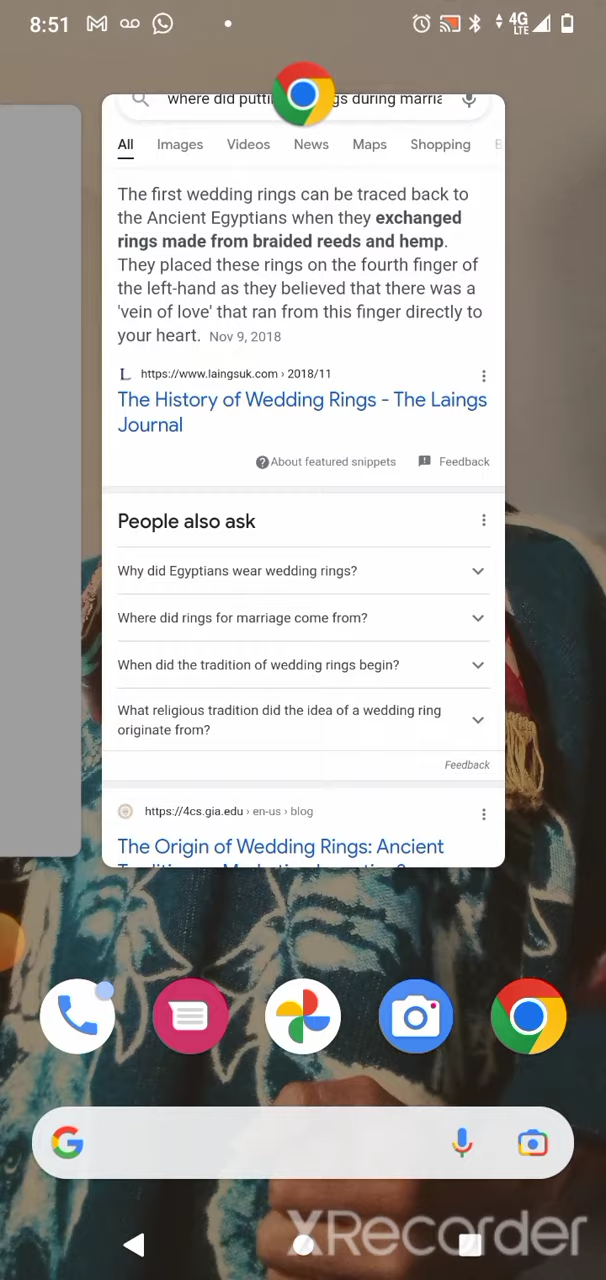 8:51
4G
LTE
where did putti gs during marria
All Images Videos News Maps Shopping
The first wedding rings can be traced back to
the Ancient Egyptians when they exchanged
rings made from braided reeds and hemp.
They placed these rings on the fourth finger of
the left-hand as they believed that there was a
'vein of love' that ran from this finger directly to
your heart. Nov 9, 2018
L https://www.laingsuk.com › 2018/11
The History of Wedding Rings - The Laings
Journal
About featured snippets Feedback
People also ask
Why did Egyptians wear wedding rings?
Where did rings for marriage come from?
When did the tradition of wedding rings begin?
What religious tradition did the idea of a wedding ring
originate from?
Feedback
https://4cs.gia.edu › en-us › blog
The Origin of Wedding Rings: Ancient
XRecorder